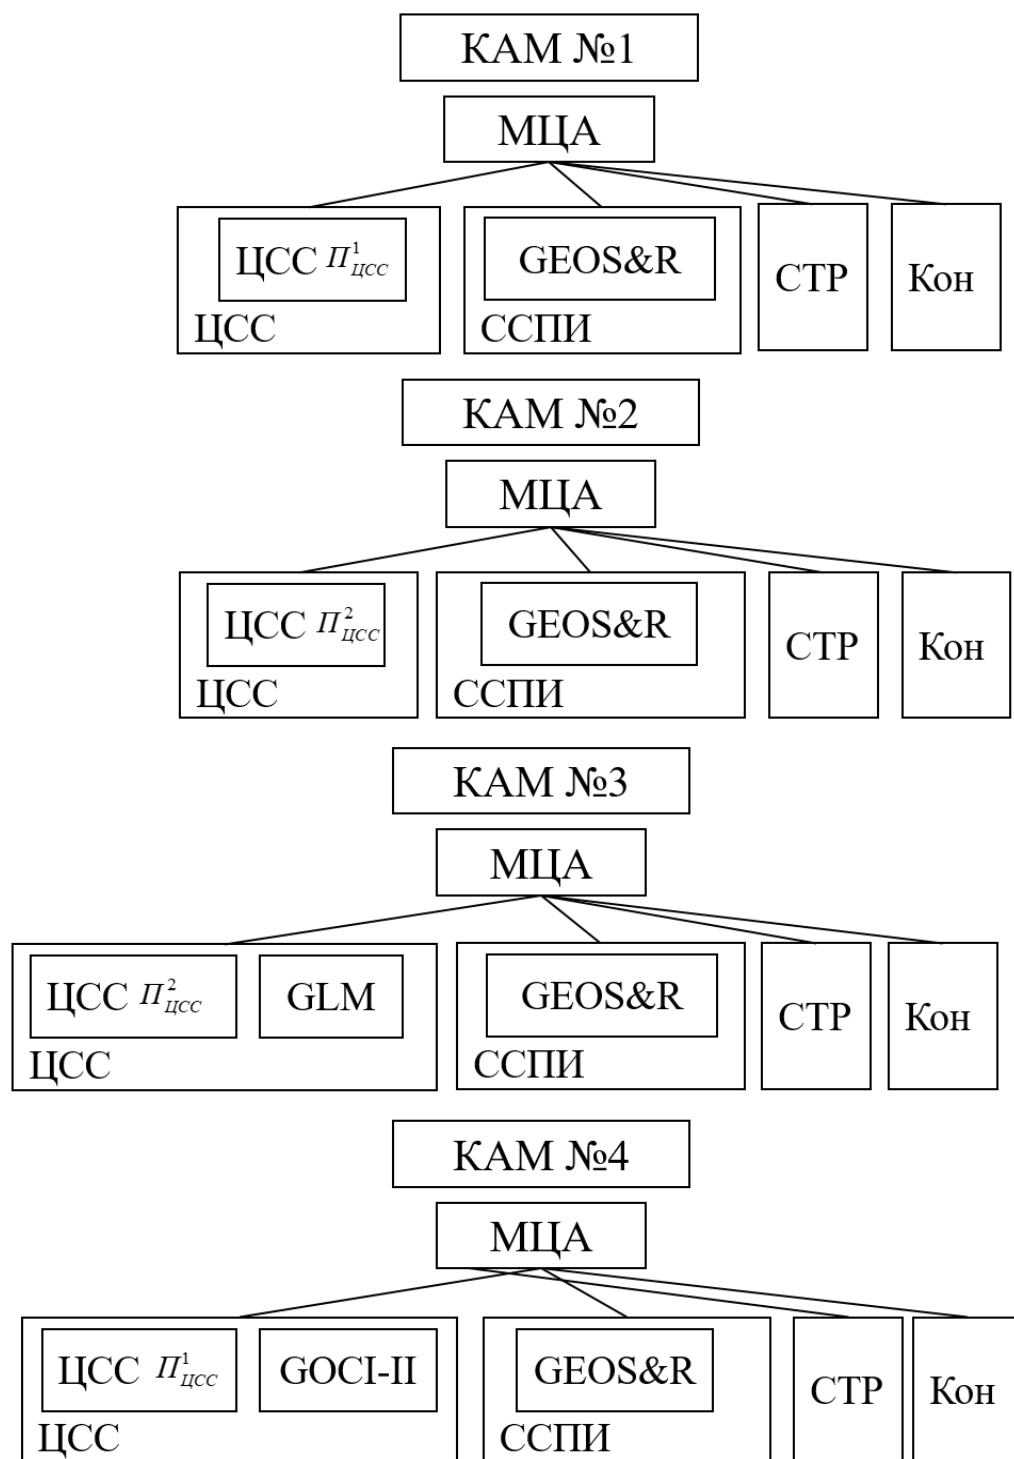 КАМ №1
МЦА
ЦСС П¹ЦСС
GEOS&R
СТР
Кон
ЦСС
ССПИ
КАМ №2
МЦА
ЦСС П²ЦСС
GEOS&R
СТР
Кон
ЦСС
ССПИ
КАМ №3
МЦА
ЦСС П²ЦСС
GLM
GEOS&R
СТР
Кон
ЦСС
ССПИ
КАМ №4
МЦА
ЦСС П¹ЦСС
GOCI-II
GEOS&R
СТР
Кон
ЦСС
ССПИ